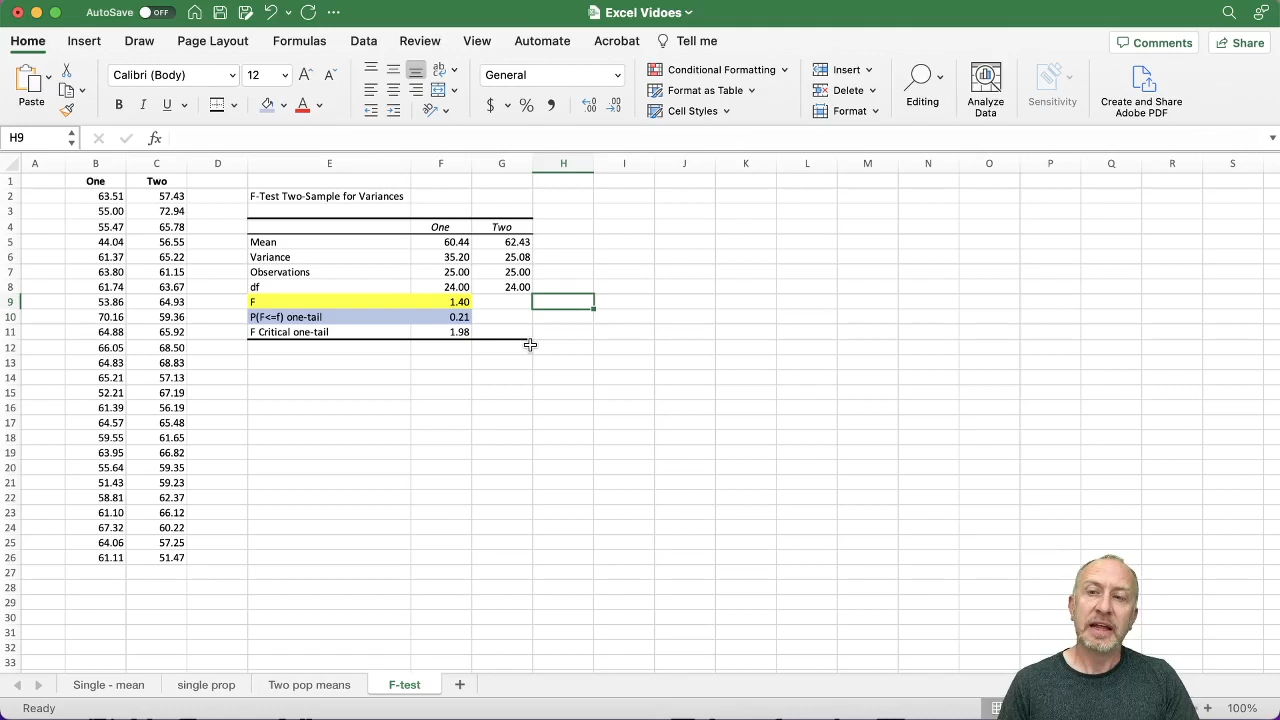 AutoSave OFF Excel Vidoes
Home Insert Draw Page Layout Formulas Data Review View Automate Acrobat Tell me Comments Share
Paste Calibri (Body) 12 General Conditional Formatting Format as Table Cell Styles Insert Delete Format Editing Analyze Data Sensitivity Create and Share Adobe PDF
H9 fx
A B C D E F G H I J K L M N O P Q R S
1 One Two
2 63.51 57.43 F-Test Two-Sample for Variances
3 55.00 72.94
4 55.47 65.78 One Two
5 44.04 56.55 Mean 60.44 62.43
6 61.37 65.22 Variance 35.20 25.08
7 63.80 61.15 Observations 25.00 25.00
8 61.74 63.67 df 24.00 24.00
9 53.86 64.93 F 1.40
10 70.16 59.36 P(F<=f) one-tail 0.21
11 64.88 65.92 F Critical one-tail 1.98
12 66.05 68.50
13 64.83 68.83
14 65.21 57.13
15 52.21 67.19
16 61.39 56.19
17 64.57 65.48
18 59.55 61.65
19 63.95 66.82
20 55.64 59.35
21 51.43 59.23
22 58.81 62.37
23 61.10 66.12
24 67.32 60.22
25 64.06 57.25
26 61.11 51.47
27
28
29
30
31
32
33
Single - mean single prop Two pop means F-test
Ready 100%